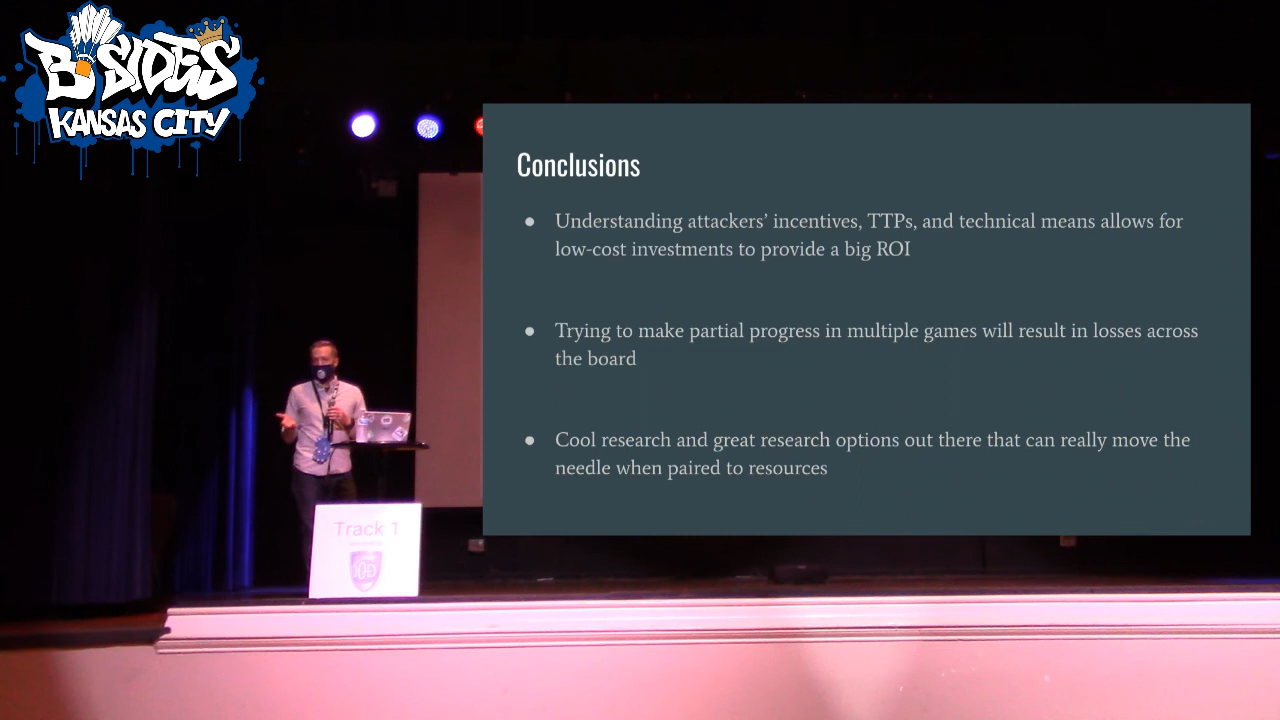 B·SIDES
KANSAS CITY
Conclusions
● Understanding attackers' incentives, TTPs, and technical means allows for
low-cost investments to provide a big ROI
● Trying to make partial progress in multiple games will result in losses across
the board
● Cool research and great research options out there that can really move the
needle when paired to resources
Track 1